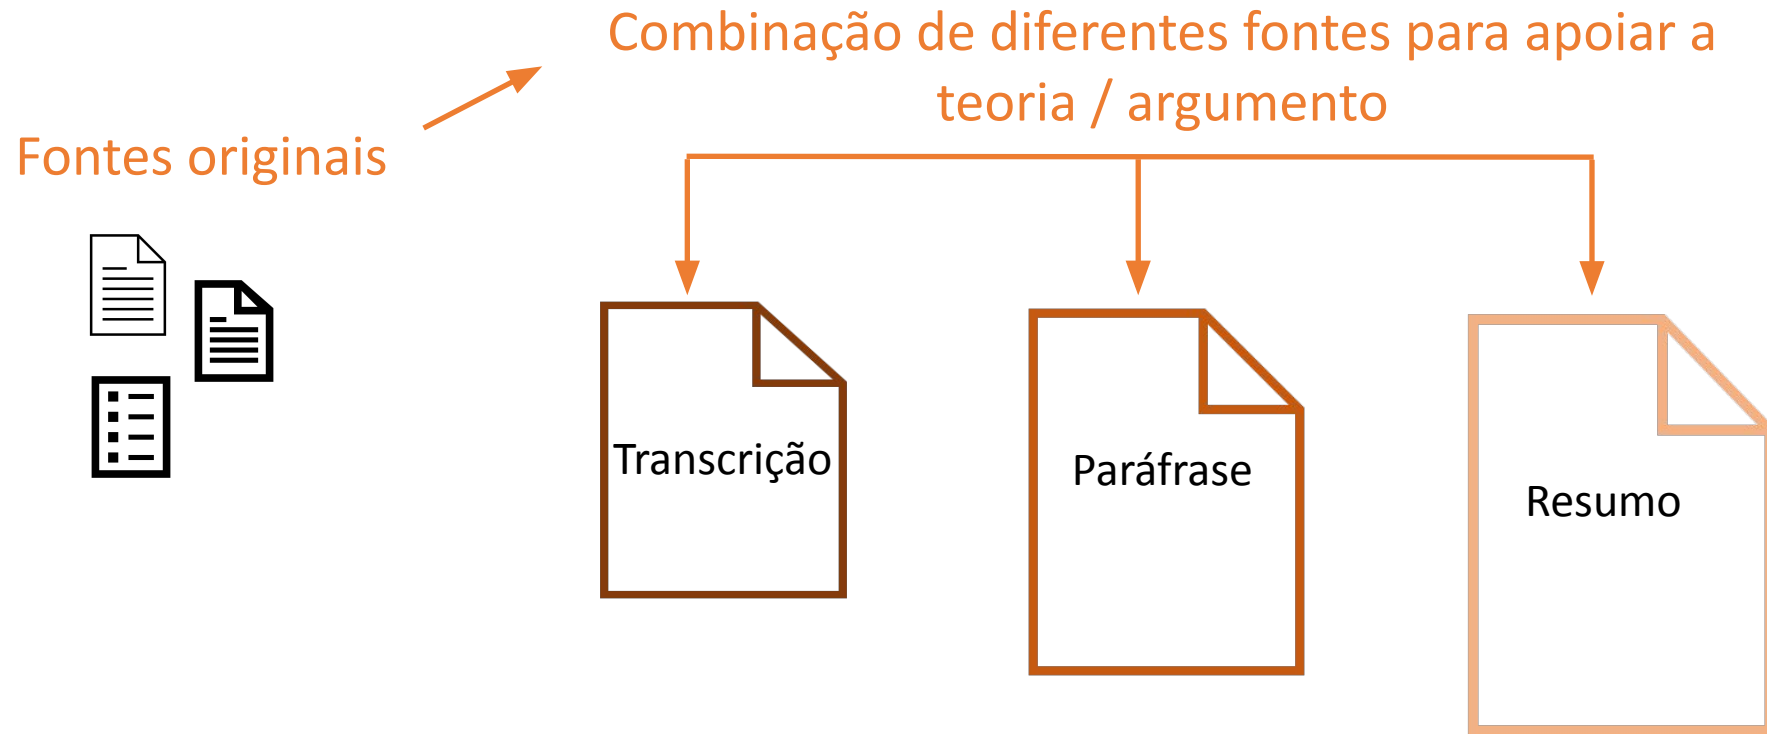 Combinação de diferentes fontes para apoiar a
teoria / argumento
Fontes originais
Transcrição
Paráfrase
Resumo